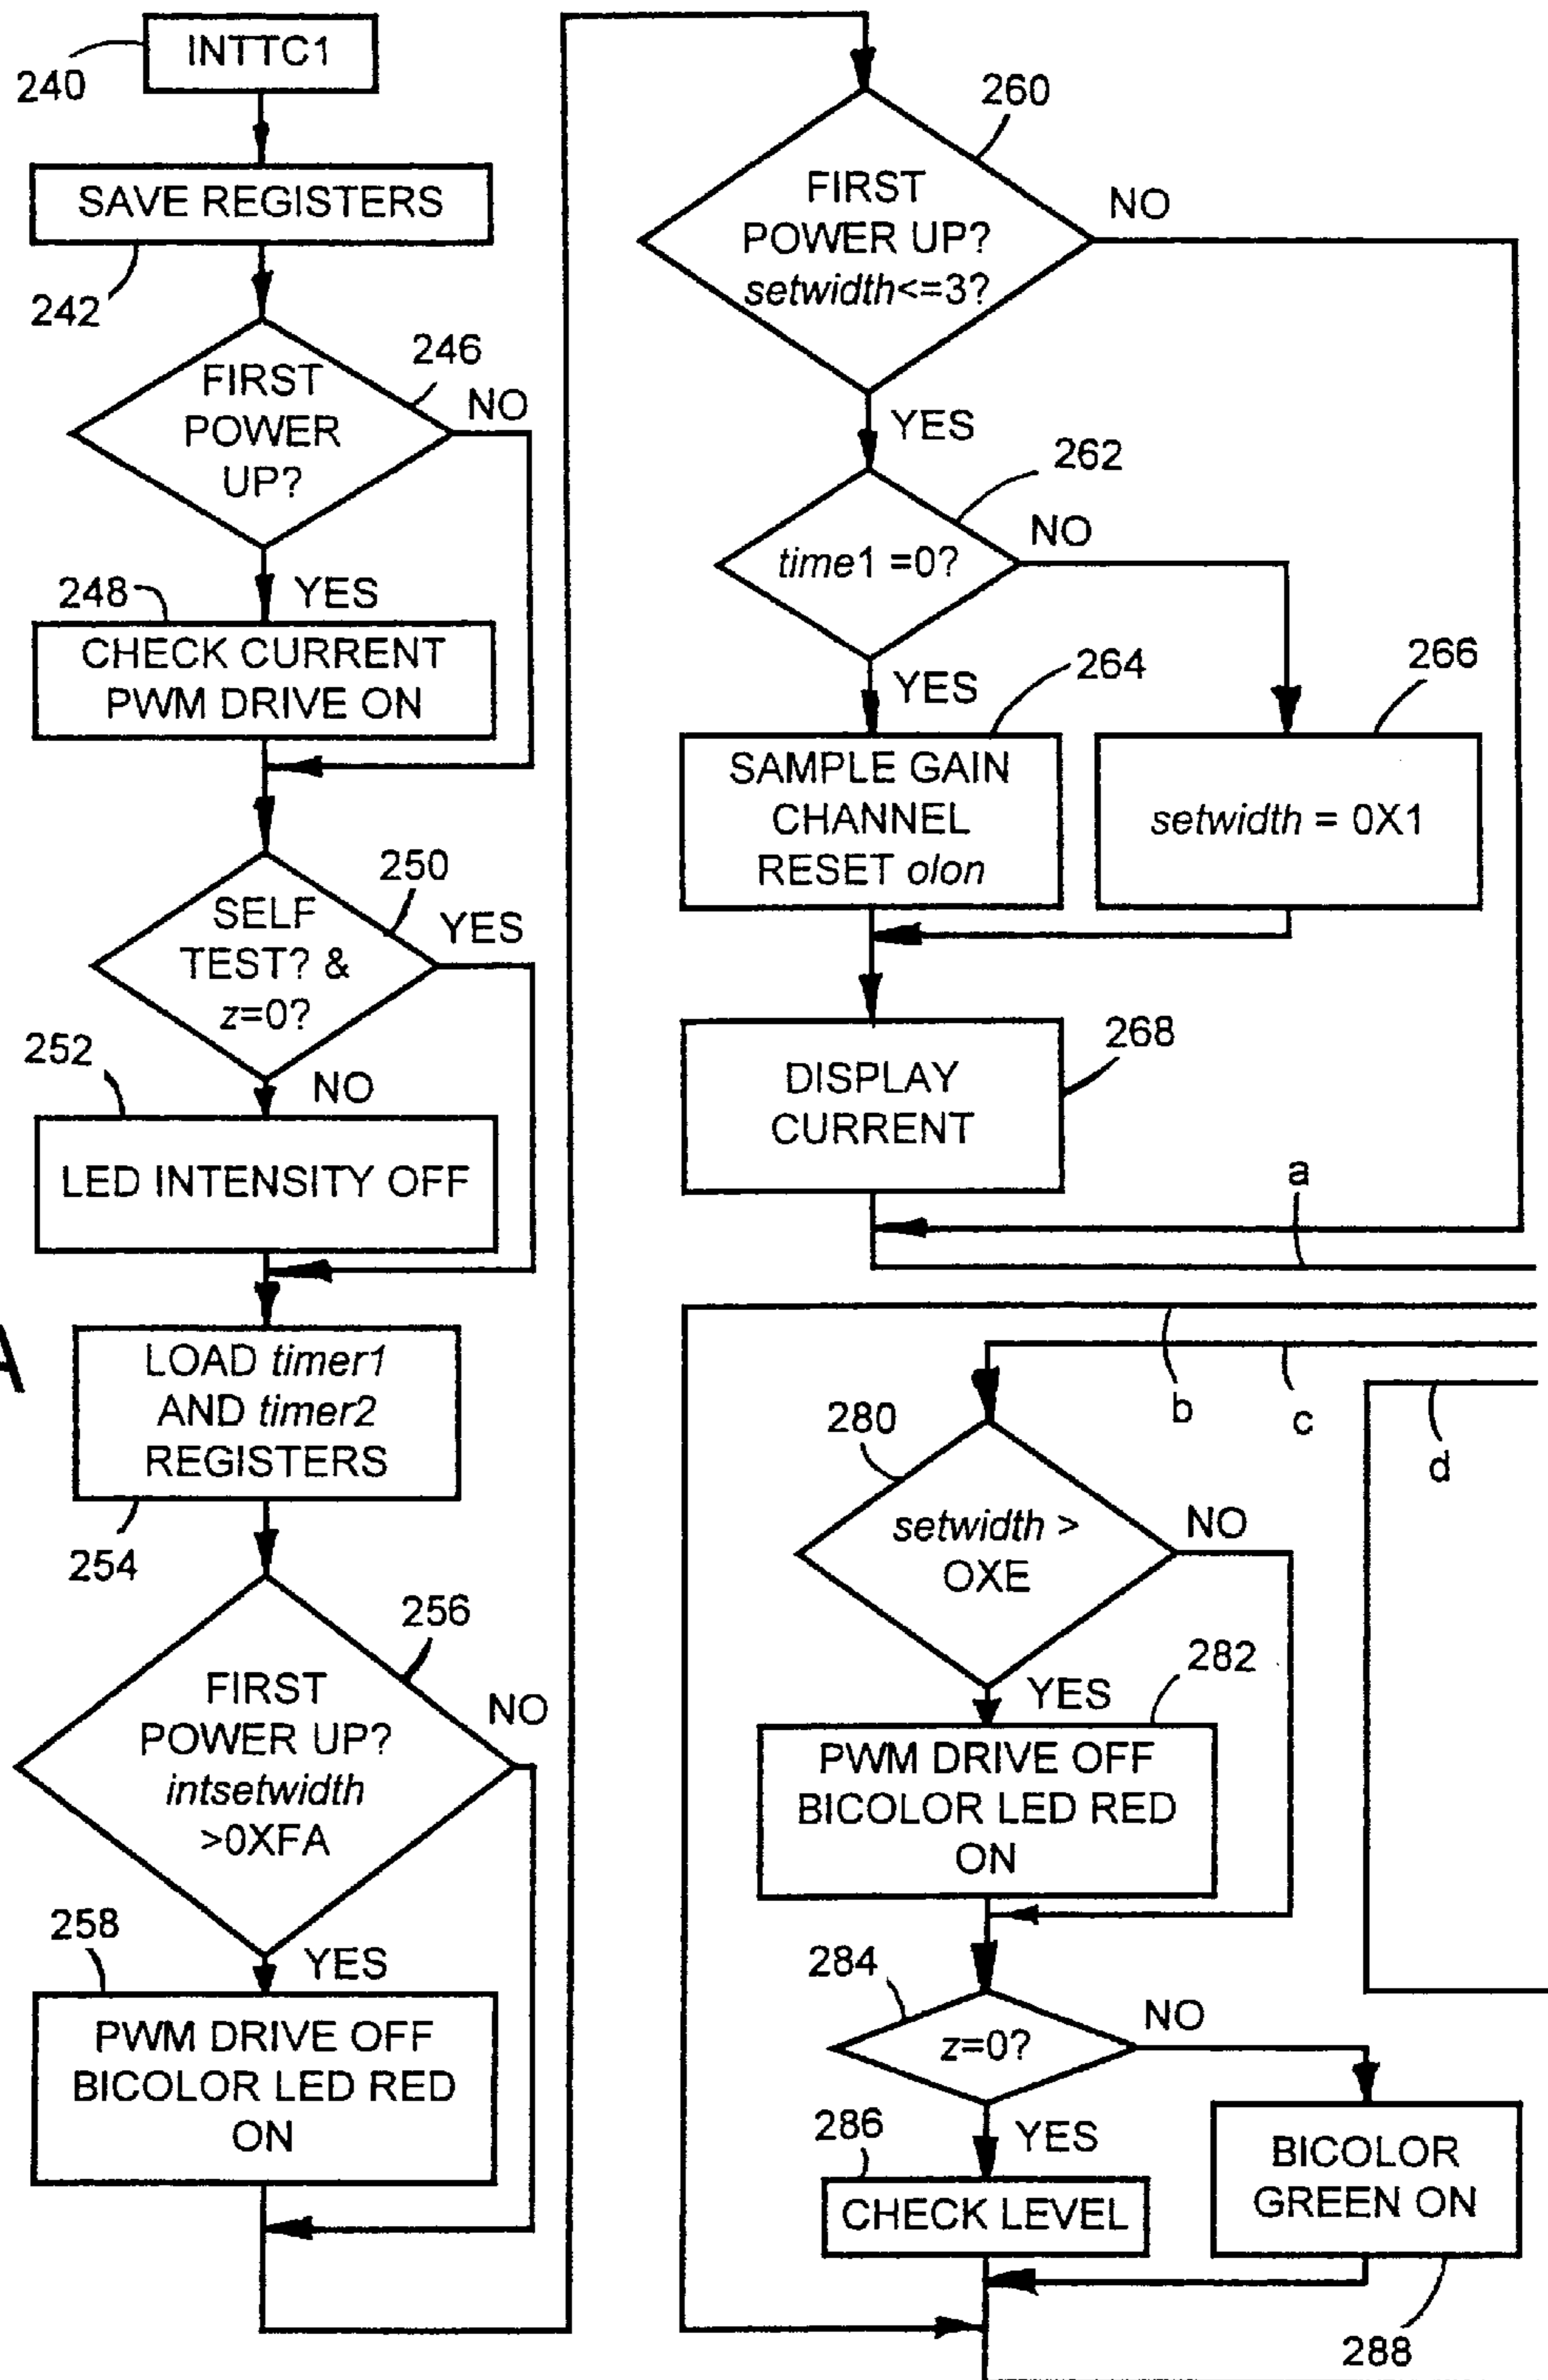 INTTC1
240
SAVE REGISTERS
242
246
FIRST
POWER
UP?
NO
YES
248
CHECK CURRENT
PWM DRIVE ON
250
SELF
TEST? &
z=0?
YES
252
NO
LED INTENSITY OFF
A
LOAD timer1
AND timer2
REGISTERS
254
256
FIRST
POWER UP?
intsetwidth
>0XFA
NO
258
YES
PWM DRIVE OFF
BICOLOR LED RED
ON
260
FIRST
POWER UP?
setwidth<=3?
NO
YES
262
time1 =0?
NO
YES
264
266
SAMPLE GAIN
CHANNEL
RESET olon
setwidth = 0X1
268
DISPLAY
CURRENT
a
b
c
d
280
setwidth >
OXE
NO
282
YES
PWM DRIVE OFF
BICOLOR LED RED
ON
284
z=0?
NO
286
YES
CHECK LEVEL
BICOLOR
GREEN ON
288